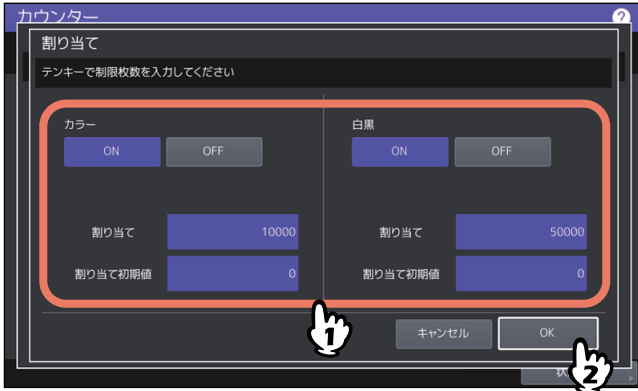 カウンター
?
割り当て
テンキーで制限枚数を入力してください
カラー
白黒
ON OFF
ON OFF
割り当て 10000
割り当て 50000
割り当て初期値 0
割り当て初期値 0
1
キャンセル OK
2